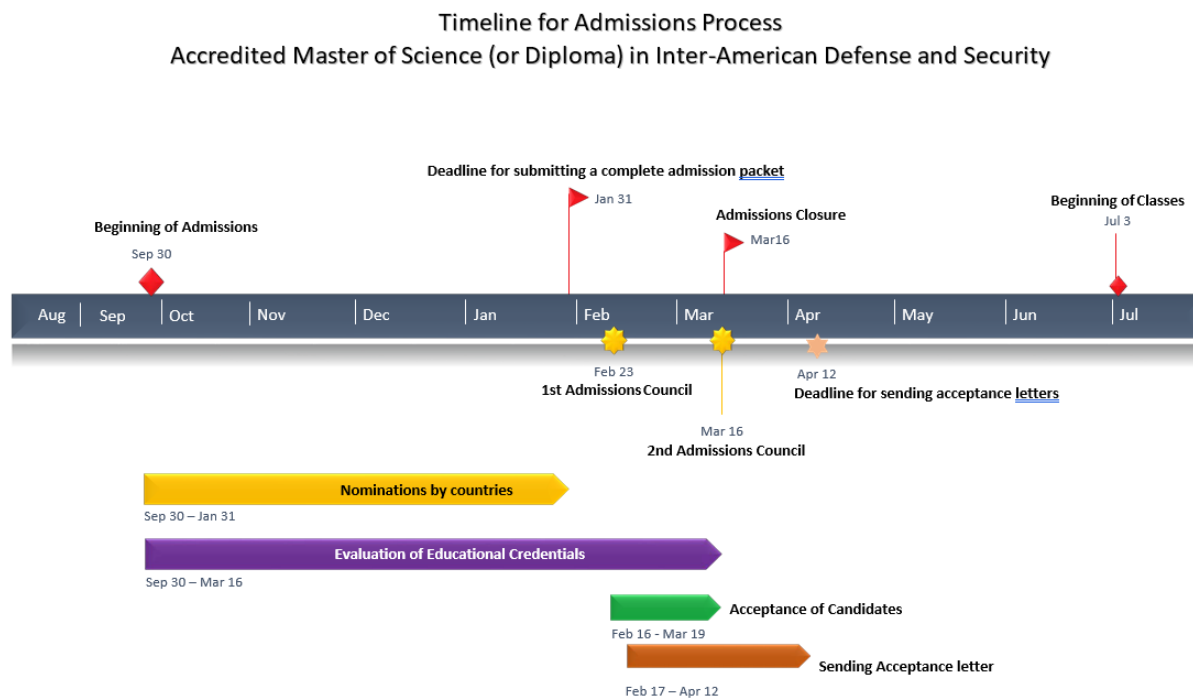 Timeline for Admissions Process
Accredited Master of Science (or Diploma) in Inter-American Defense and Security
Deadline for submitting a complete admission packet
Jan 31
Beginning of Admissions
Sep 30
Admissions Closure
Mar16
Beginning of Classes
Jul 3
Aug Sep Oct Nov Dec Jan Feb Mar Apr May Jun Jul
Feb 23
1st Admissions Council
Apr 12
Deadline for sending acceptance letters
Mar 16
2nd Admissions Council
Nominations by countries
Sep 30 – Jan 31
Evaluation of Educational Credentials
Sep 30 – Mar 16
Acceptance of Candidates
Feb 16 - Mar 19
Sending Acceptance letter
Feb 17 – Apr 12